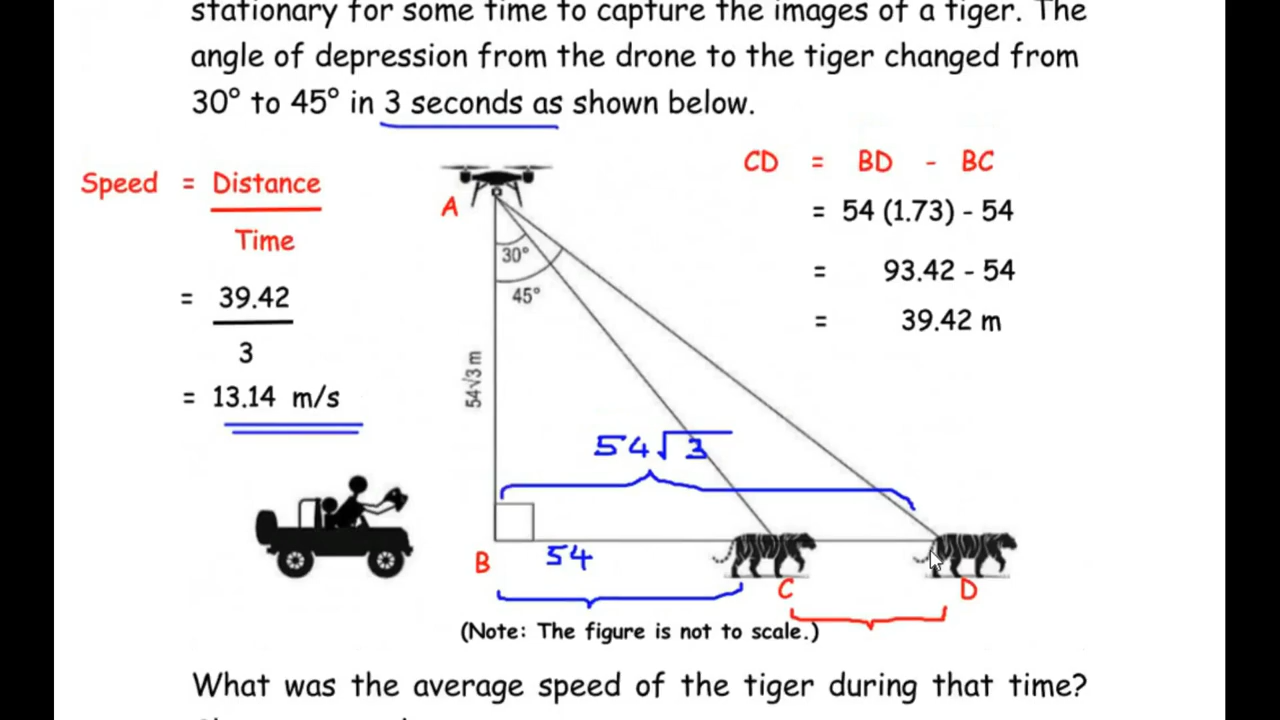 stationary for some time to capture the images of a tiger. The
angle of depression from the drone to the tiger changed from
30° to 45° in 3 seconds as shown below.
Speed = Distance
Time
= 39.42
3
= 13.14 m/s
A
30°
45°
54√3 m
54√3
B
54
C
D
CD = BD - BC
= 54 (1.73) - 54
= 93.42 - 54
= 39.42 m
(Note: The figure is not to scale.)
What was the average speed of the tiger during that time?